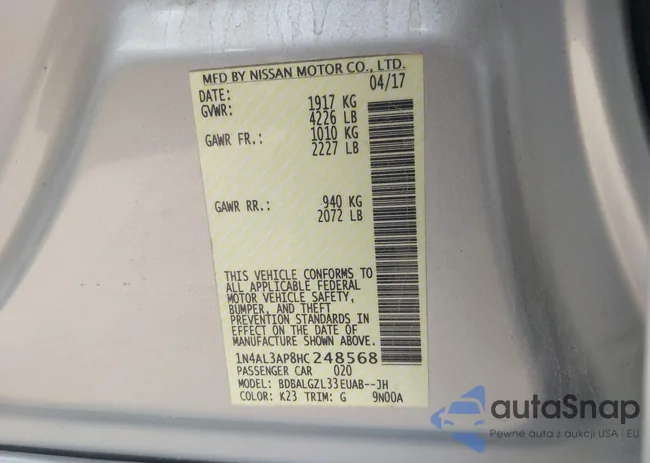 MFD BY NISSAN MOTOR CO., LTD.
DATE: 04/17
GVWR: 1917 KG
4226 LB
GAWR FR.: 1010 KG
2227 LB
GAWR RR.: 940 KG
2072 LB
THIS VEHICLE CONFORMS TO
ALL APPLICABLE FEDERAL
MOTOR VEHICLE SAFETY,
BUMPER, AND THEFT
PREVENTION STANDARDS IN
EFFECT ON THE DATE OF
MANUFACTURE SHOWN ABOVE.
1N4AL3AP8HC248568
PASSENGER CAR 020
MODEL: BDBALGZL33EUAB--JH
COLOR: K23 TRIM: G 9N00A
autoSnap
Pewne auta z aukcji USA i EU